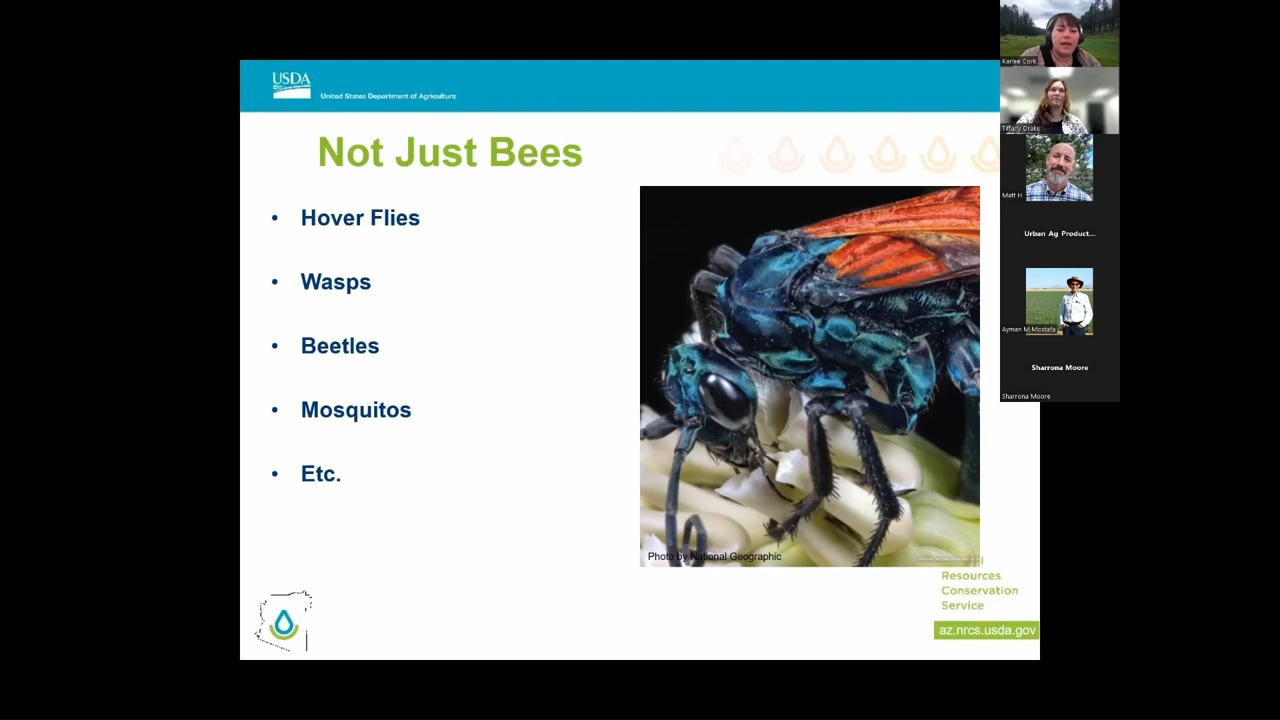 USDA
United States Department of Agriculture
Not Just Bees
• Hover Flies
• Wasps
• Beetles
• Mosquitos
• Etc.
Photo by National Geographic
Resources
Conservation
Service
az.nrcs.usda.gov
Karlee Cork
Tiffany Drake
Matt H
Urban Ag Product...
Ayman M.Mostafa
Sharrona Moore
Sharrona Moore